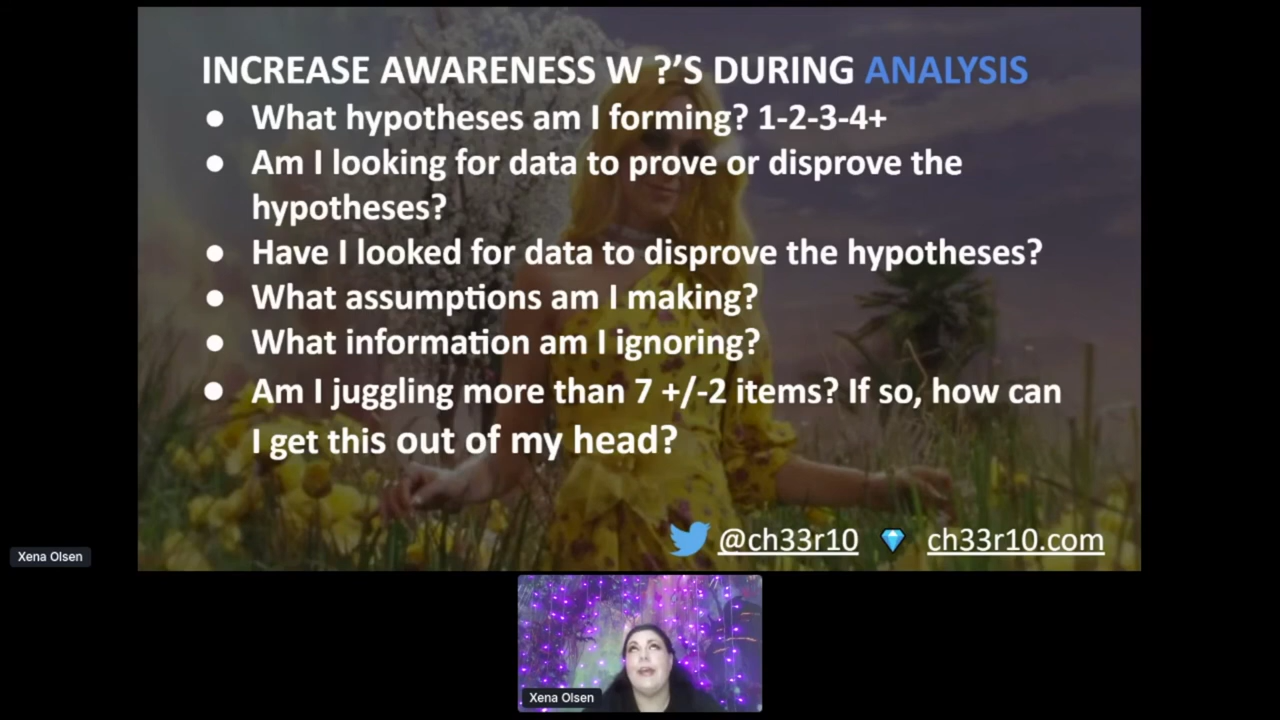 INCREASE AWARENESS W ?'S DURING ANALYSIS
● What hypotheses am I forming? 1-2-3-4+
● Am I looking for data to prove or disprove the
hypotheses?
● Have I looked for data to disprove the hypotheses?
● What assumptions am I making?
● What information am I ignoring?
● Am I juggling more than 7 +/-2 items? If so, how can
I get this out of my head?
@ch33r10 ch33r10.com
Xena Olsen
Xena Olsen